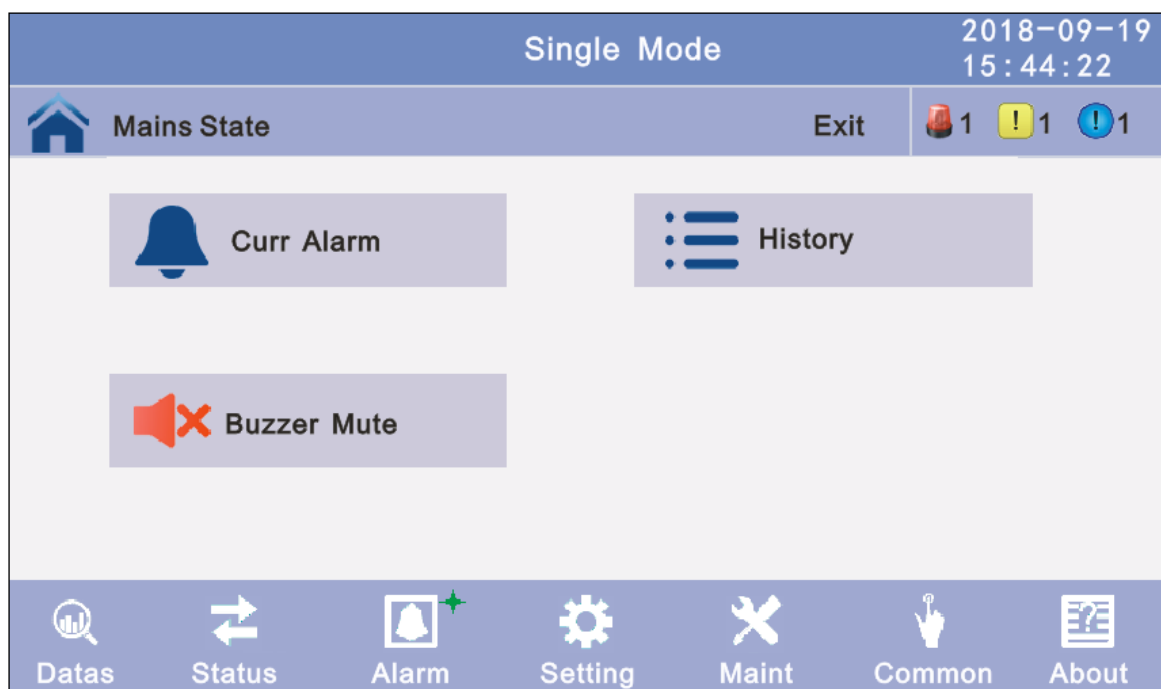 Single Mode
2018-09-19
15:44:22
Mains State
Exit
1
! 1
! 1
Curr Alarm
History
Buzzer Mute
Datas
Status
Alarm
Setting
Maint
Common
About